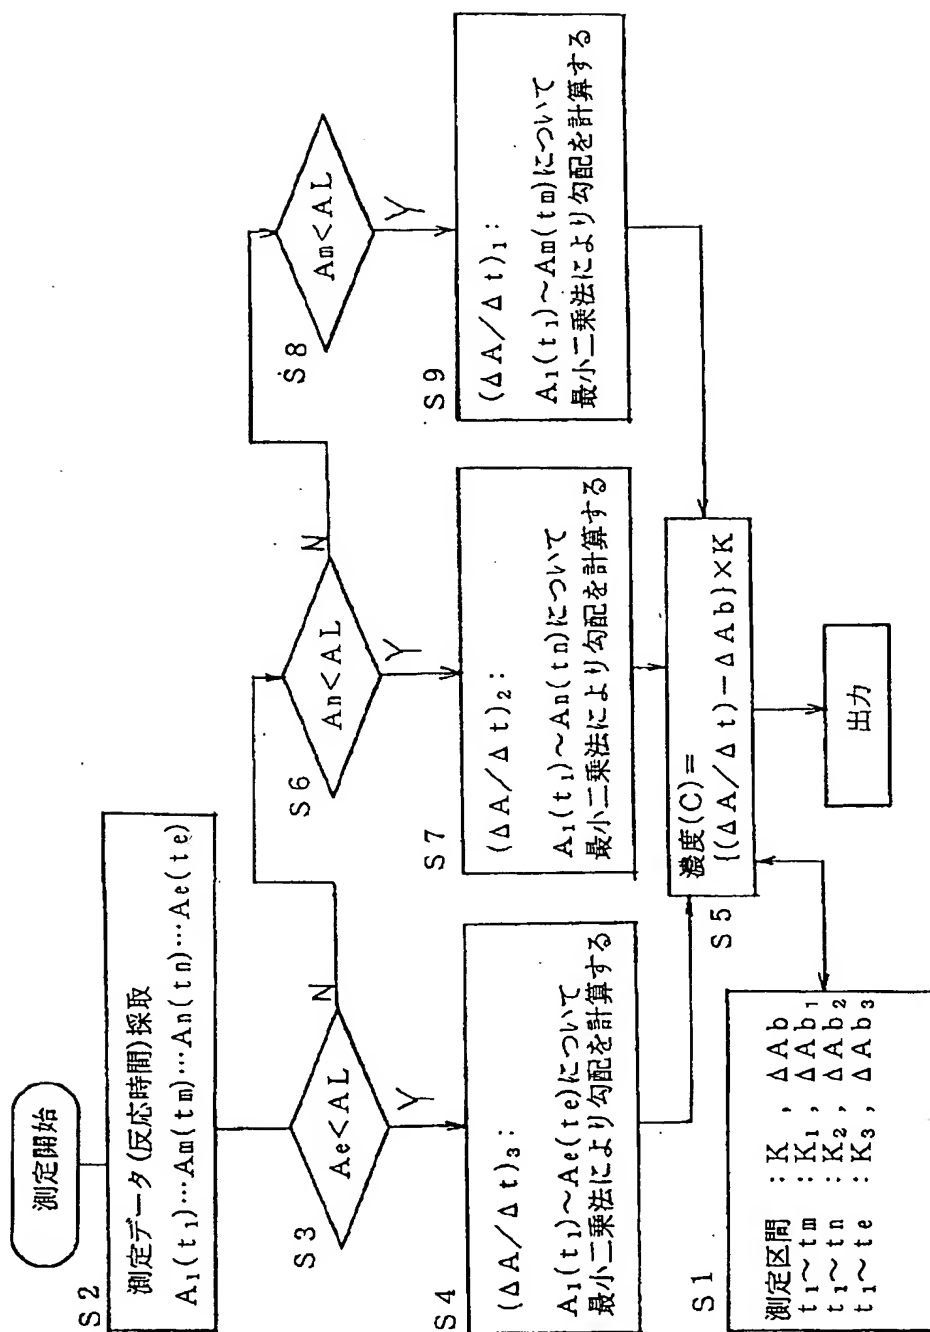 測定開始
S2
測定データ(反応時間)採取
A₁(t₁)…Am(tm)…An(tn)…Ae(te)
S3
Ae<AL
N
Y
S4
(ΔA/Δt)₃:
A₁(t₁)~Ae(te)について
最小二乗法により勾配を計算する
S6
An<AL
N
Y
S7
(ΔA/Δt)₂:
A₁(t₁)~An(tn)について
最小二乗法により勾配を計算する
S8
Am<AL
Y
S9
(ΔA/Δt)₁:
A₁(t₁)~Am(tm)について
最小二乗法により勾配を計算する
S1
測定区間 :K , ΔAb
t₁~tm :K₁, ΔAb₁
t₁~tn :K₂, ΔAb₂
t₁~te :K₃, ΔAb₃
S5
濃度(C)=
{(ΔA/Δt)-ΔAb}×K
出力